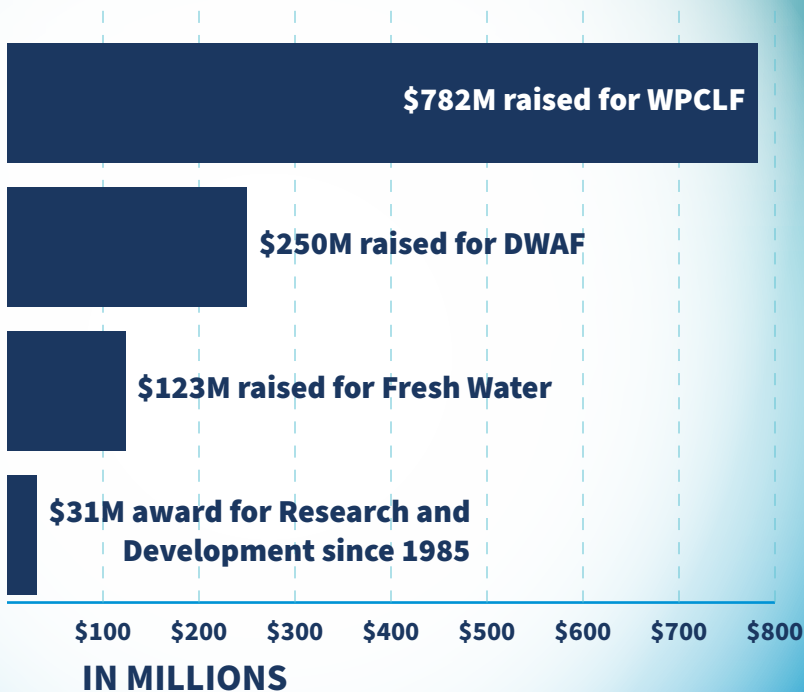 $782M raised for WPCLF
$250M raised for DWAF
$123M raised for Fresh Water
$31M award for Research and
Development since 1985
$100 $200 $300 $400 $500 $600 $700 $800
IN MILLIONS